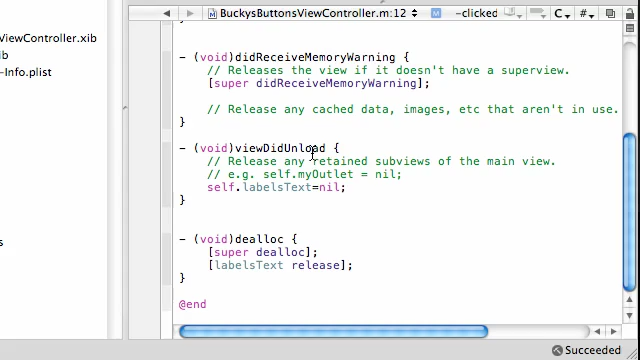 BuckysButtonsViewController.m:12 -clicked C #
ViewController.xib
ib
-Info.plist
s
}
- (void)didReceiveMemoryWarning {
// Releases the view if it doesn't have a superview.
[super didReceiveMemoryWarning];
// Release any cached data, images, etc that aren't in use.
}
- (void)viewDidUnload {
// Release any retained subviews of the main view.
// e.g. self.myOutlet = nil;
self.labelsText=nil;
}
- (void)dealloc {
[super dealloc];
[labelsText release];
}
@end
Succeeded